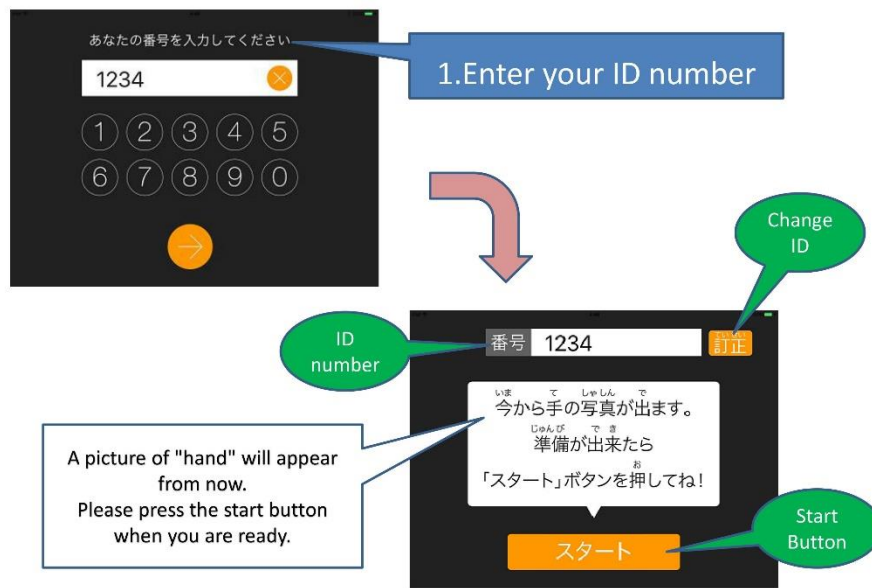 あなたの番号を入力してください
1234
1.Enter your ID number
1 2 3 4 5
6 7 8 9 0
Change
ID
ID
number
番号 1234
ていせい
訂正
いま て しゃしん で
今から手の写真が出ます。
じゅんび でき
準備が出来たら
お
「スタート」ボタンを押してね！
A picture of "hand" will appear
from now.
Please press the start button
when you are ready.
スタート
Start
Button